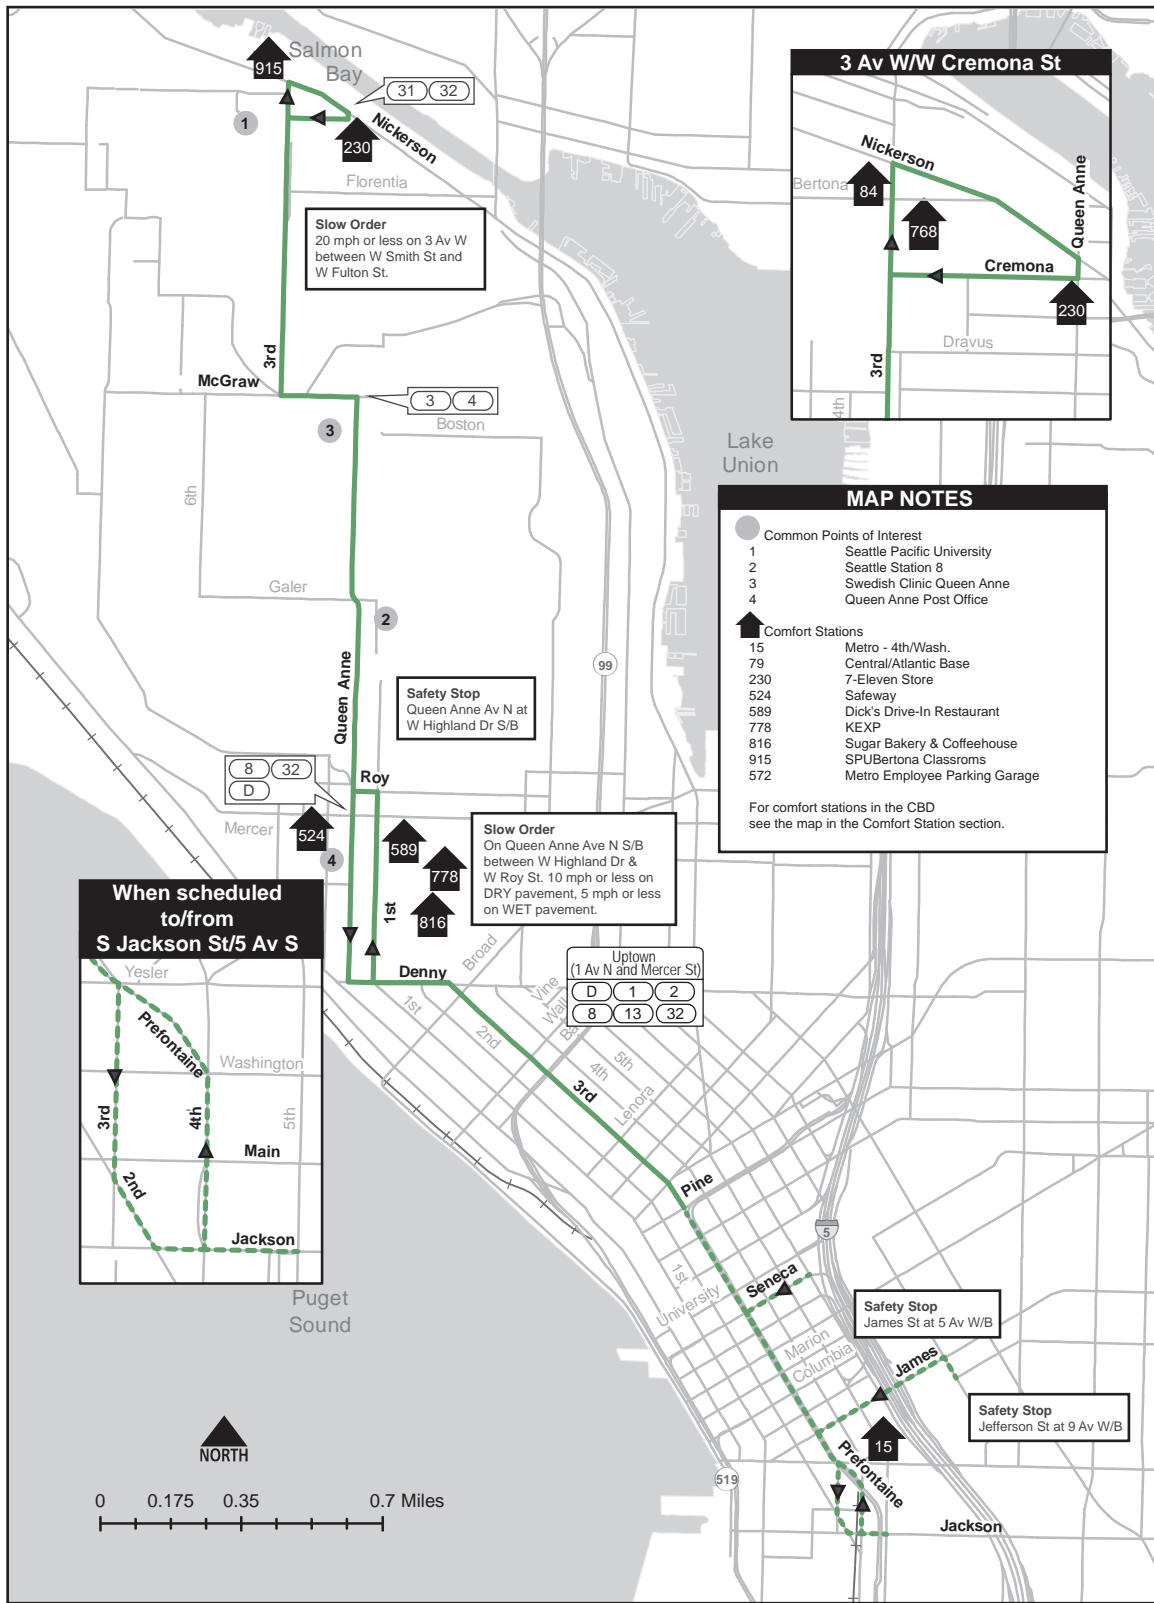 Salmon
Bay
915
31 32
1
Nickerson
230
Florentia
Slow Order
20 mph or less on 3 Av W
between W Smith St and
W Fulton St.
3rd
McGraw
3 4
Boston
3
6th
Galer
2
99
Queen Anne
Safety Stop
Queen Anne Av N at
W Highland Dr S/B
Roy
8 32
D
Mercer
524
4
589
778
816
1st
Slow Order
On Queen Anne Ave N S/B
between W Highland Dr &
W Roy St. 10 mph or less on
DRY pavement, 5 mph or less
on WET pavement.
Denny
3 Av W/W Cremona St
Nickerson
Bertona
84
768
Queen Anne
Cremona
230
Dravus
3rd
4th
Lake
Union
MAP NOTES
Common Points of Interest
1 Seattle Pacific University
2 Seattle Station 8
3 Swedish Clinic Queen Anne
4 Queen Anne Post Office
Comfort Stations
15 Metro - 4th/Wash.
79 Central/Atlantic Base
230 7-Eleven Store
524 Safeway
589 Dick's Drive-In Restaurant
778 KEXP
816 Sugar Bakery & Coffeehouse
915 SPUBertona Classroms
572 Metro Employee Parking Garage
For comfort stations in the CBD
see the map in the Comfort Station section.
When scheduled
to/from
S Jackson St/5 Av S
Yesler
Prefontaine
Washington
3rd
4th
5th
Main
2nd
Jackson
Puget
Sound
Uptown
(1 Av N and Mercer St)
D 1 2
8 13 32
Broad
Vine
Wall
1st
2nd
4th
5th
3rd
Lenora
Pine
5
1st
Seneca
University
Marion
Columbia
Safety Stop
James St at 5 Av W/B
James
Safety Stop
Jefferson St at 9 Av W/B
15
Prefontaine
519
Jackson
NORTH
0 0.175 0.35 0.7 Miles